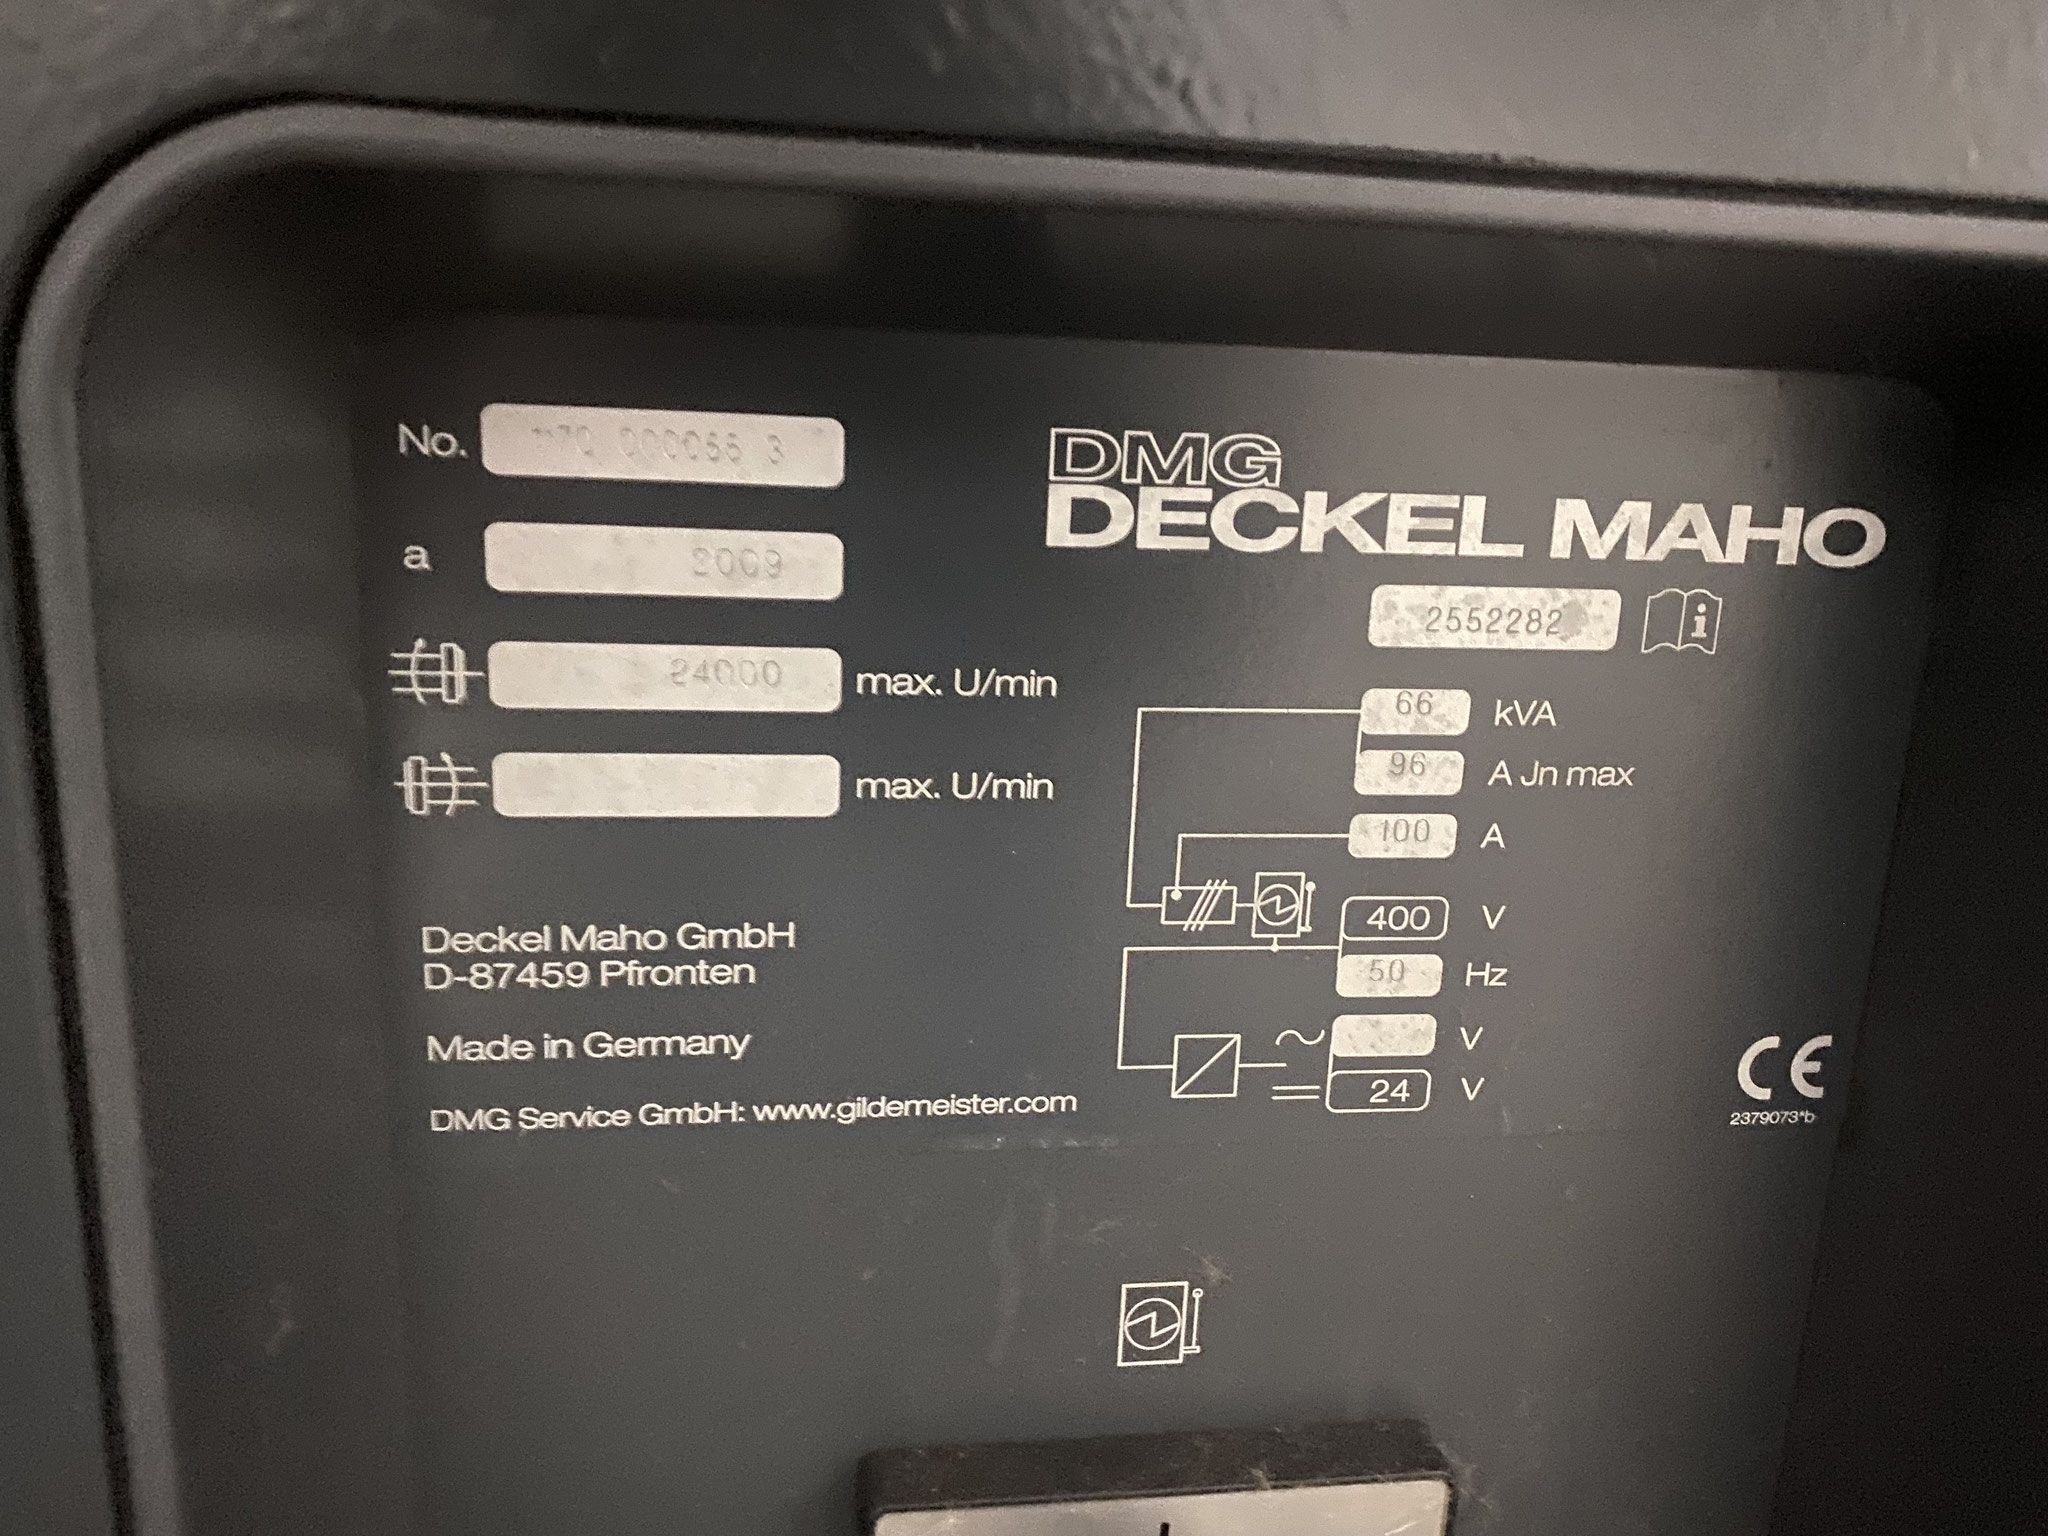 No.
a 2009
24000 max. U/min
max. U/min
Deckel Maho GmbH
D-87459 Pfronten
Made in Germany
DMG Service GmbH: www.gildemeister.com
DMG
DECKEL MAHO
2552282 i
66 kVA
96 A Jn max
100 A
400 V
50 Hz
~ V
24 V
CE
2379073*b